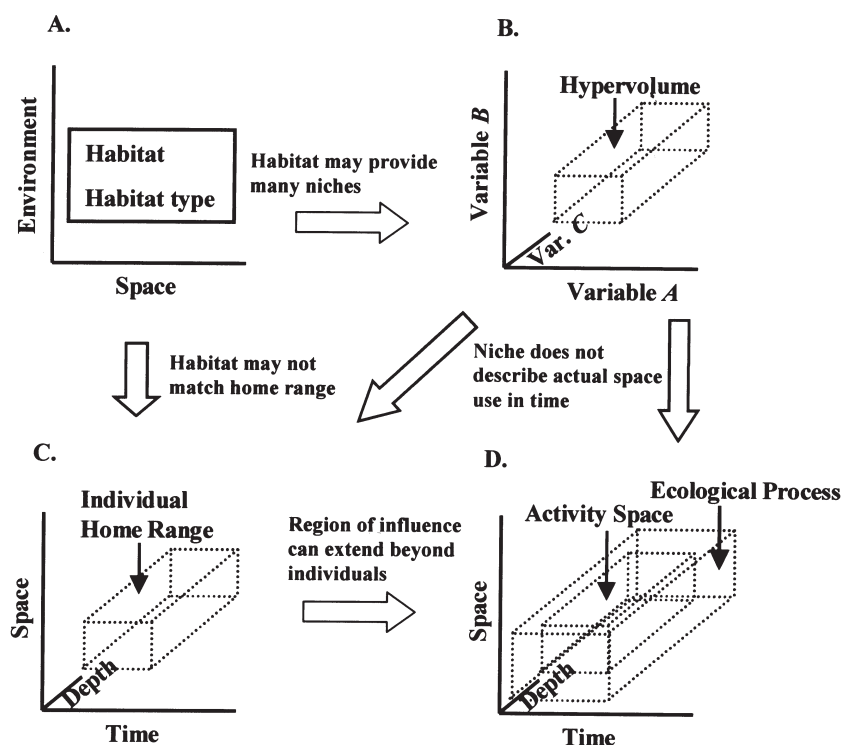 A.
Environment
Habitat
Habitat type
Space
Habitat may provide
many niches
B.
Hypervolume
Variable B
Var. C
Variable A
Habitat may not
match home range
Niche does not
describe actual space
use in time
C.
Individual
Home Range
Space
Depth
Time
Region of influence
can extend beyond
individuals
D.
Ecological Process
Activity Space
Space
Depth
Time